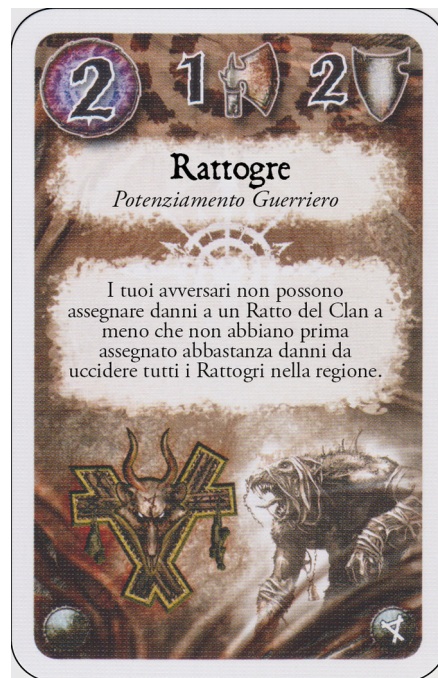 2 1 2
Rattogre
Potenziamento Guerriero
I tuoi avversari non possono
assegnare danni a un Ratto del Clan a
meno che non abbiano prima
assegnato abbastanza danni da
uccidere tutti i Rattogri nella regione.